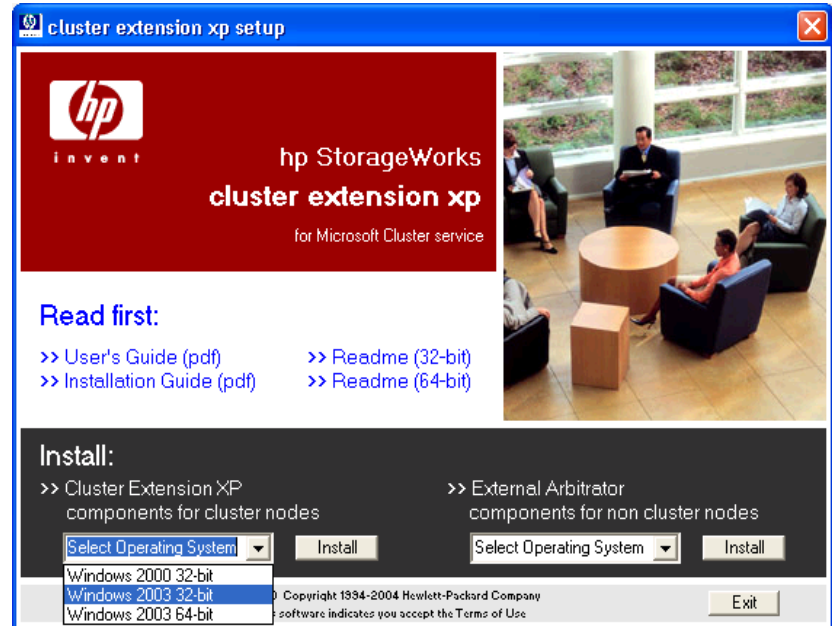 cluster extension xp setup
hp
invent
hp StorageWorks
cluster extension xp
for Microsoft Cluster service
Read first:
>> User's Guide (pdf)
>> Readme (32-bit)
>> Installation Guide (pdf)
>> Readme (64-bit)
Install:
>> Cluster Extension XP
components for cluster nodes
>> External Arbitrator
components for non cluster nodes
Select Operating System
Install
Select Operating System
Install
Windows 2000 32-bit
Windows 2003 32-bit
Windows 2003 64-bit
Copyright 1994-2004 Hewlett-Packard Company
software indicates you accept the Terms of Use
Exit